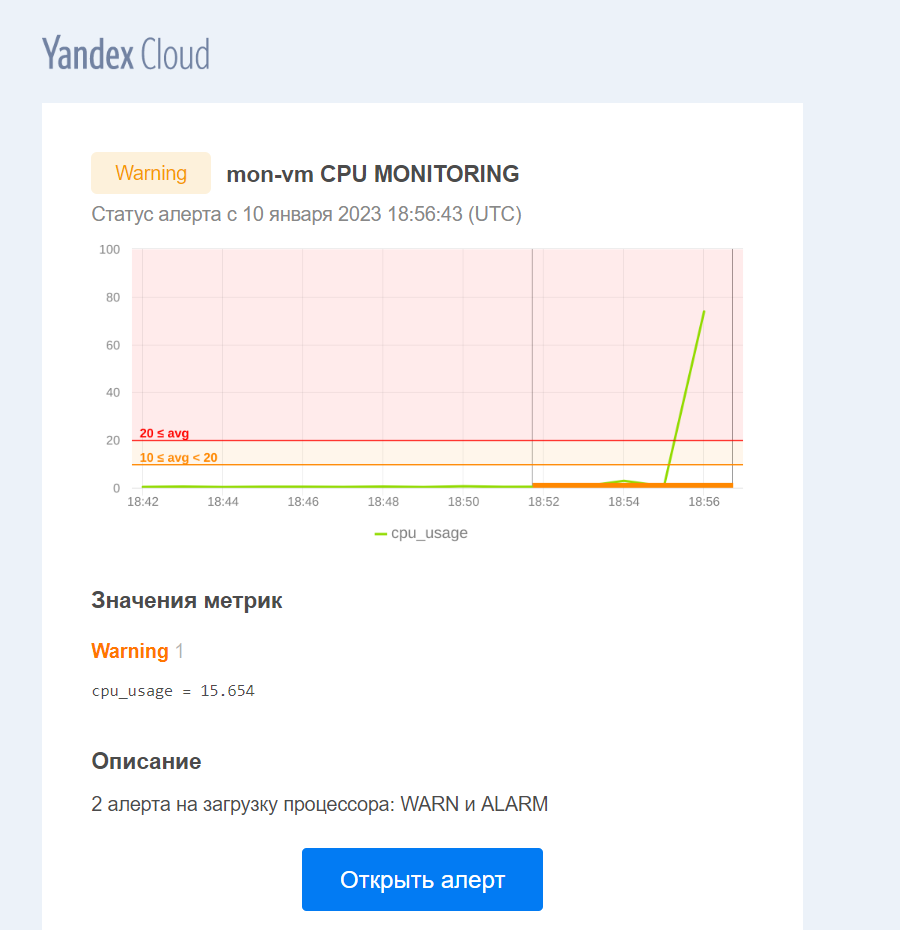 Yandex Cloud
Warning mon-vm CPU MONITORING
Статус алерта с 10 января 2023 18:56:43 (UTC)
100
80
60
40
20 ≤ avg
20
10 ≤ avg < 20
0
18:42 18:44 18:46 18:48 18:50 18:52 18:54 18:56
cpu_usage
Значения метрик
Warning 1
cpu_usage = 15.654
Описание
2 алерта на загрузку процессора: WARN и ALARM
Открыть алерт